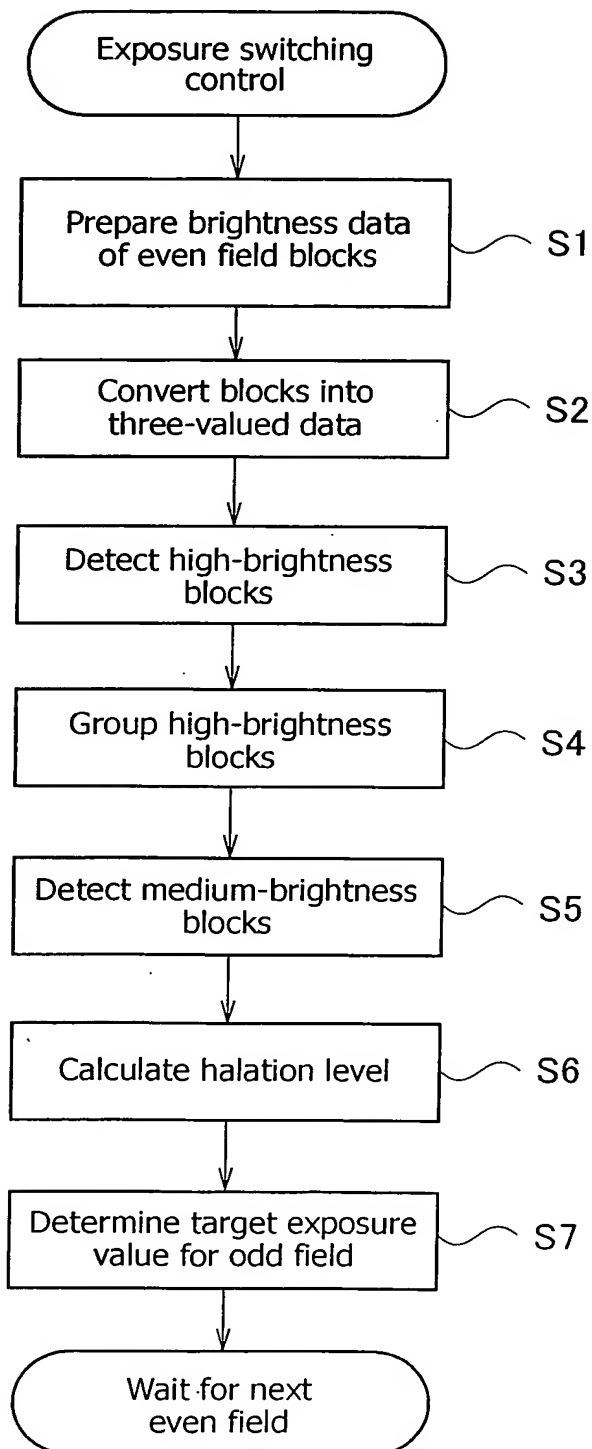 Exposure switching
control
Prepare brightness data
of even field blocks
S1
Convert blocks into
three-valued data
S2
Detect high-brightness
blocks
S3
Group high-brightness
blocks
S4
Detect medium-brightness
blocks
S5
Calculate halation level
S6
Determine target exposure
value for odd field
S7
Wait for next
even field